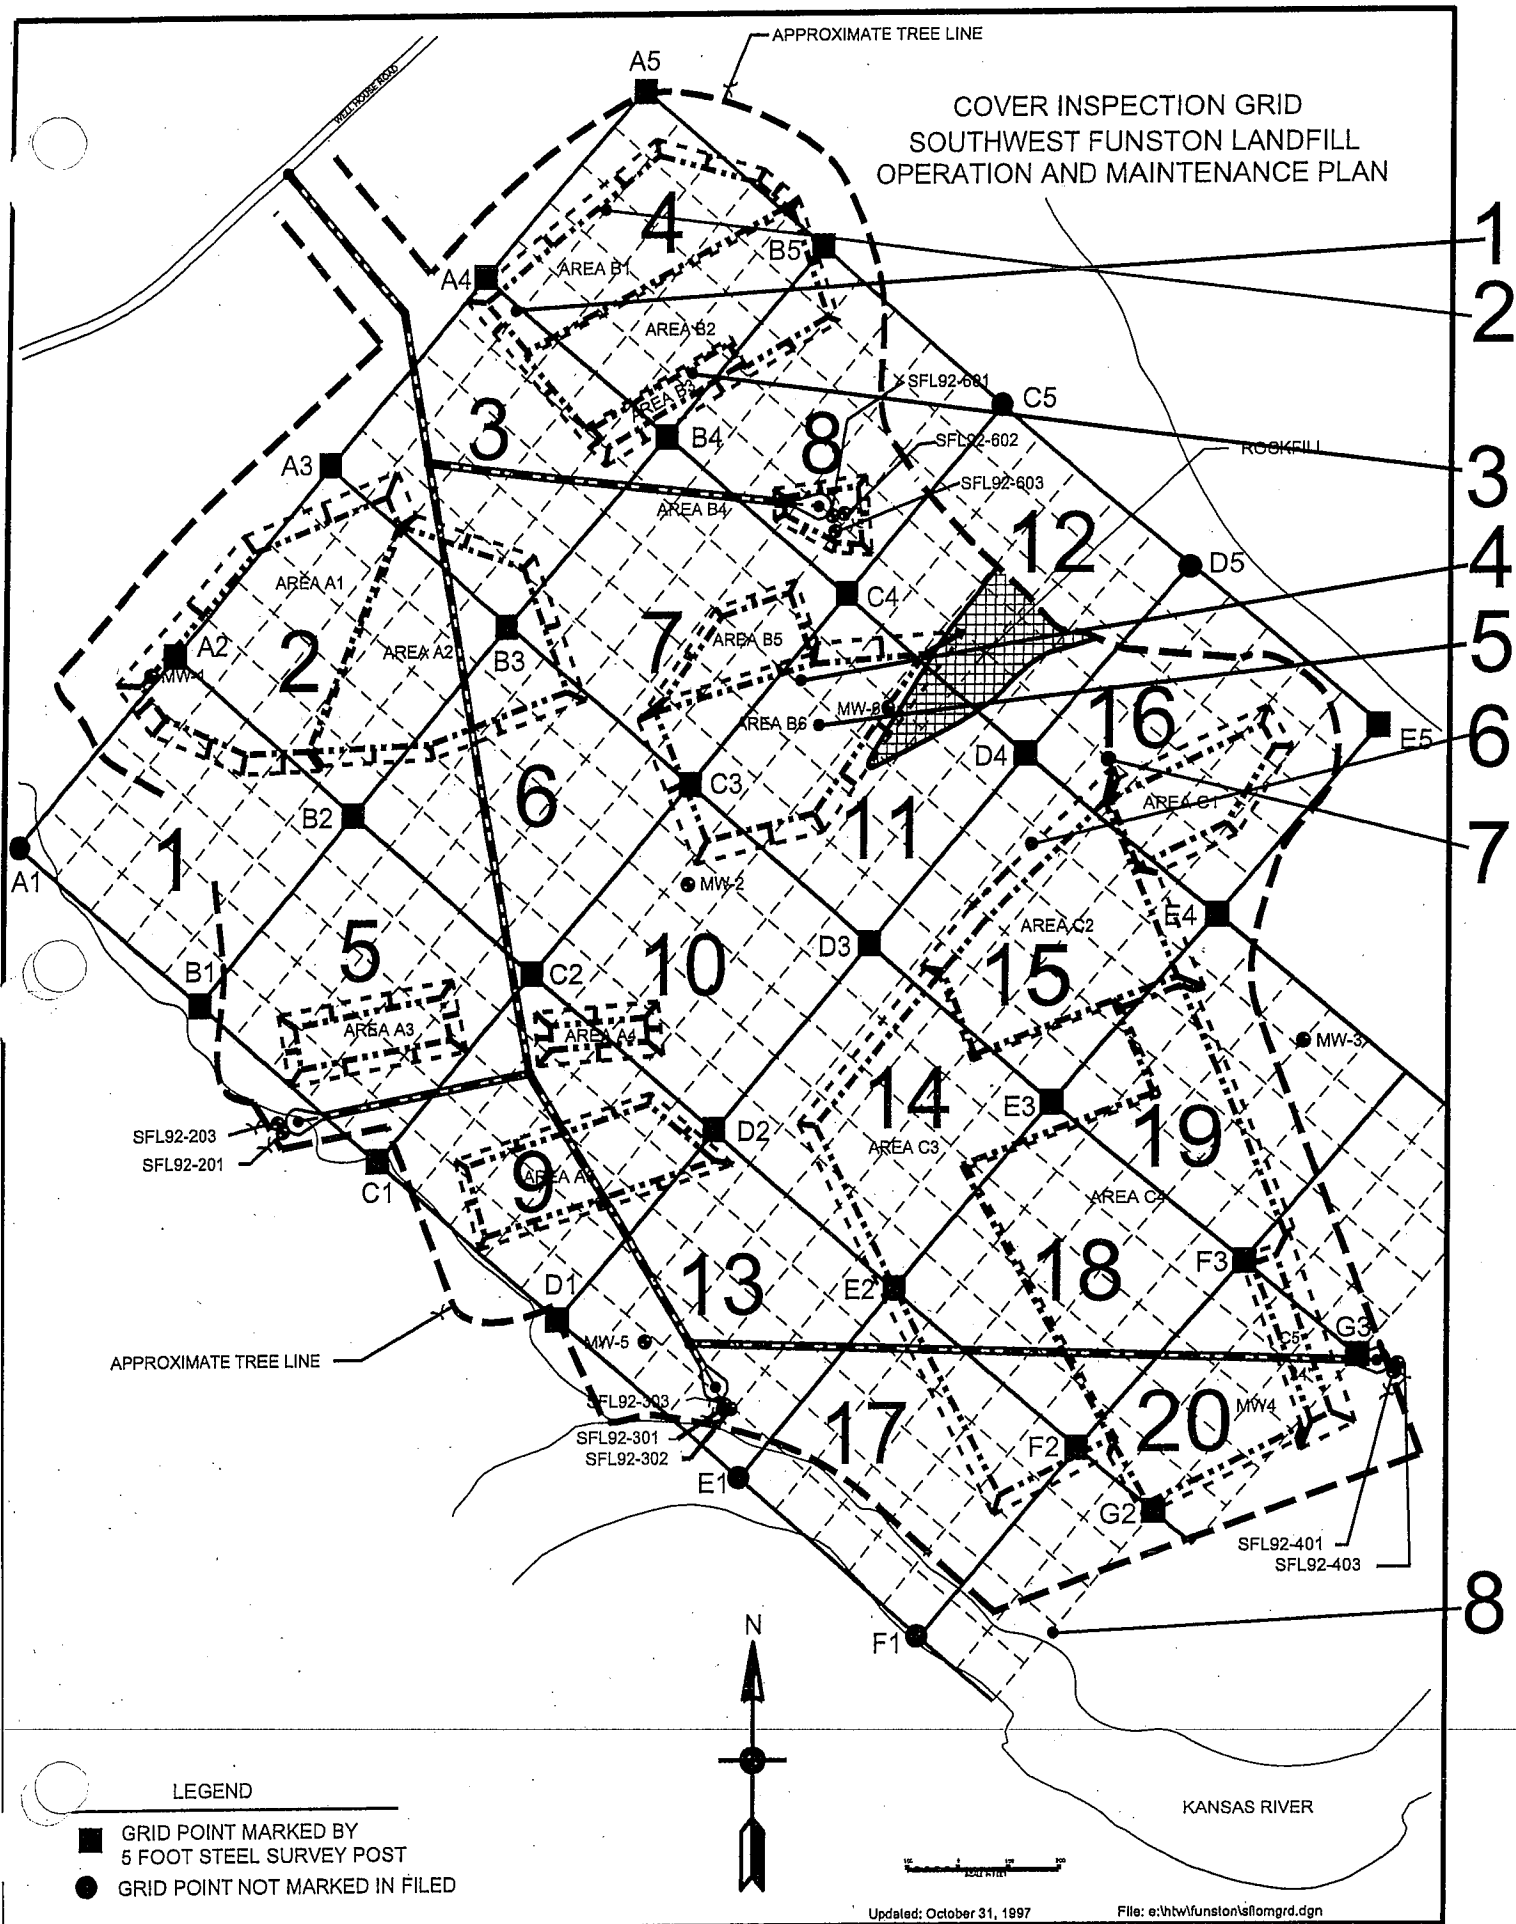 APPROXIMATE TREE LINE
WELL HOUSE ROAD
COVER INSPECTION GRID
SOUTHWEST FUNSTON LANDFILL
OPERATION AND MAINTENANCE PLAN
A5
4
1
A4
AREA B1
B5
2
AREA B2
SFL92-601
C5
AREA B3
3
B4
8
SFL92-602
ROCKFILL
3
A3
SFL92-603
AREA B4
12
4
AREA A1
C4
D5
2
AREA A2
B3
7
AREA B5
5
A2
MW-1
AREA B6
MW-6
16
E5
6
D4
6
C3
AREA C1
B2
1
11
7
A1
MW-2
E4
AREA C2
D3
5
10
15
B1
C2
AREA A3
AREA A4
MW-3
14
E3
19
SFL92-203
D2
AREA C3
SFL92-201
9
C1
AREA C4
F3
18
13
E2
D1
G3
C5
MW-5
APPROXIMATE TREE LINE
SFL92-303
17
20
MW4
SFL92-301
F2
SFL92-302
E1
G2
SFL92-401
SFL92-403
8
F1
N
KANSAS RIVER
LEGEND
GRID POINT MARKED BY
5 FOOT STEEL SURVEY POST
GRID POINT NOT MARKED IN FILED
Updated: October 31, 1997
File: e:\htw\funston\sflomgrd.dgn